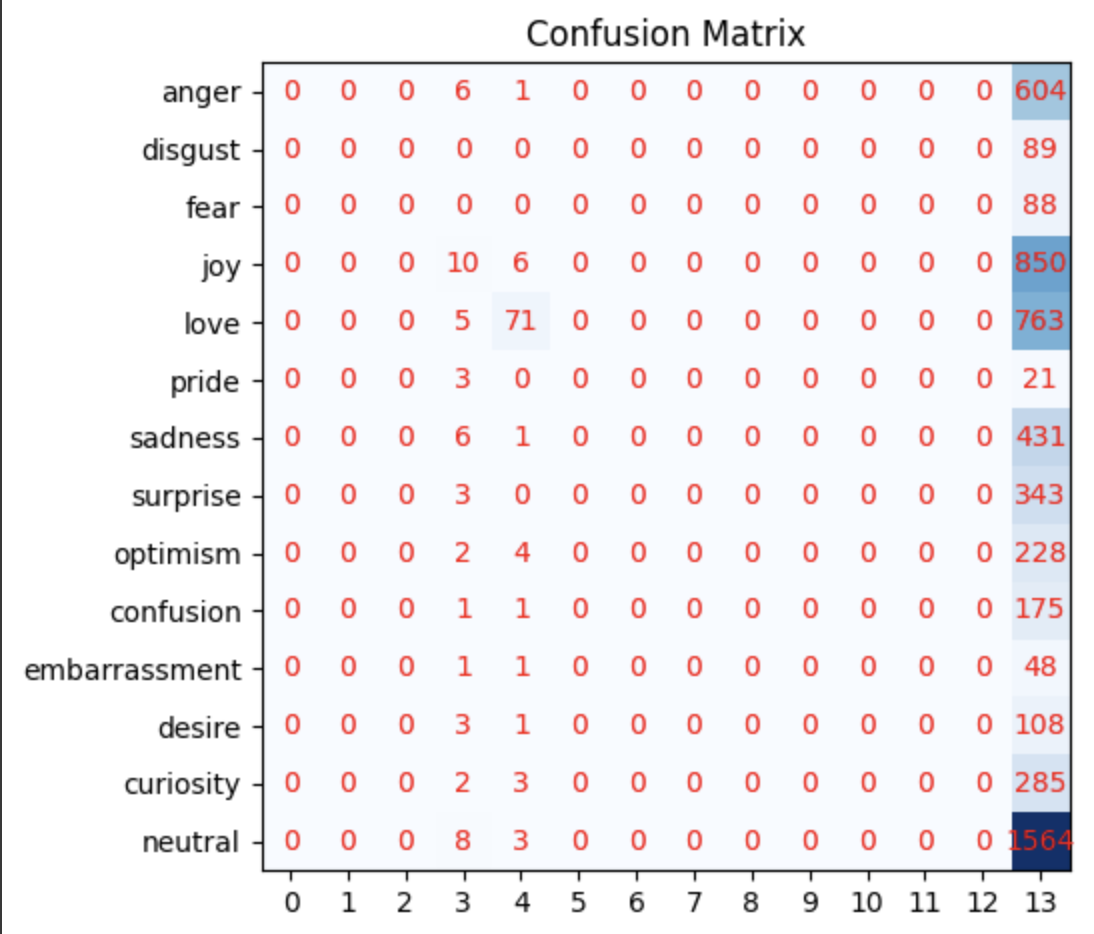 Confusion Matrix
anger 0 0 0 6 1 0 0 0 0 0 0 0 0 604
disgust 0 0 0 0 0 0 0 0 0 0 0 0 0 89
fear 0 0 0 0 0 0 0 0 0 0 0 0 0 88
joy 0 0 0 10 6 0 0 0 0 0 0 0 0 850
love 0 0 0 5 71 0 0 0 0 0 0 0 0 763
pride 0 0 0 3 0 0 0 0 0 0 0 0 0 21
sadness 0 0 0 6 1 0 0 0 0 0 0 0 0 431
surprise 0 0 0 3 0 0 0 0 0 0 0 0 0 343
optimism 0 0 0 2 4 0 0 0 0 0 0 0 0 228
confusion 0 0 0 1 1 0 0 0 0 0 0 0 0 175
embarrassment 0 0 0 1 1 0 0 0 0 0 0 0 0 48
desire 0 0 0 3 1 0 0 0 0 0 0 0 0 108
curiosity 0 0 0 2 3 0 0 0 0 0 0 0 0 285
neutral 0 0 0 8 3 0 0 0 0 0 0 0 0 1564
0 1 2 3 4 5 6 7 8 9 10 11 12 13